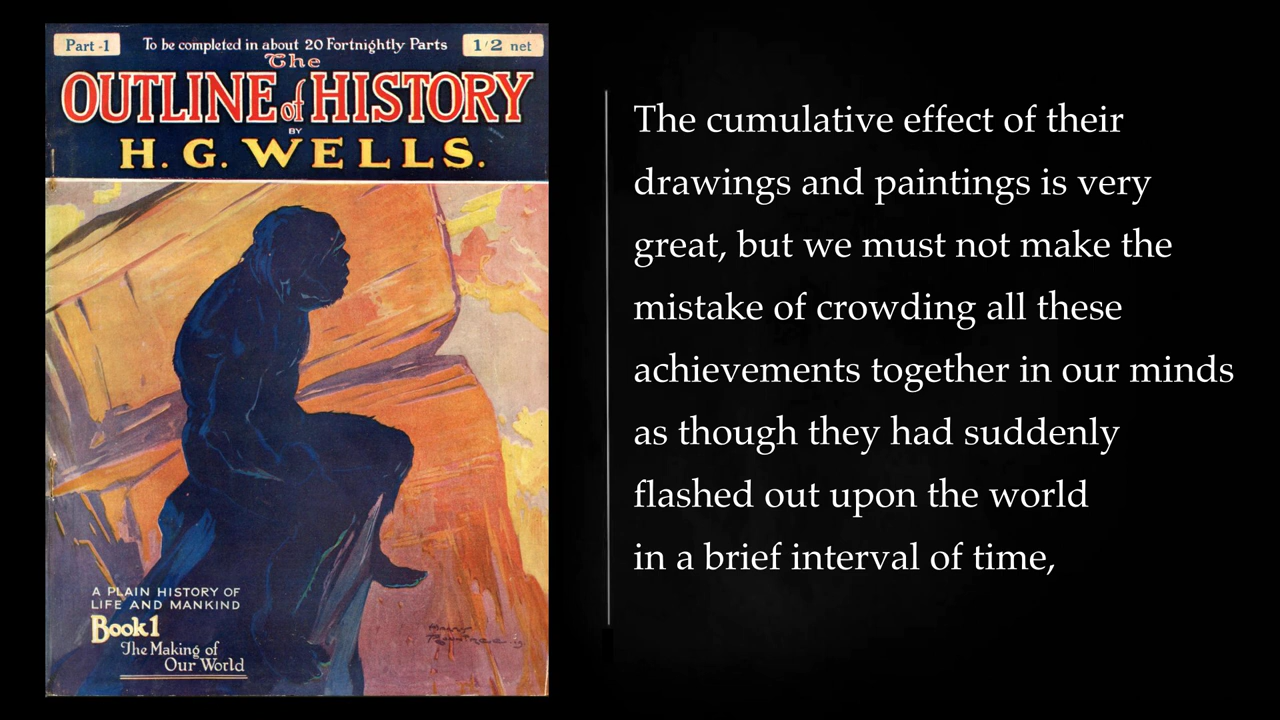 Part -1
To be completed in about 20 Fortnightly Parts
1/2 net
The
OUTLINE of HISTORY
BY
H. G. WELLS.
A PLAIN HISTORY OF
LIFE AND MANKIND
Book 1
The Making of
Our World
The cumulative effect of their
drawings and paintings is very
great, but we must not make the
mistake of crowding all these
achievements together in our minds
as though they had suddenly
flashed out upon the world
in a brief interval of time,